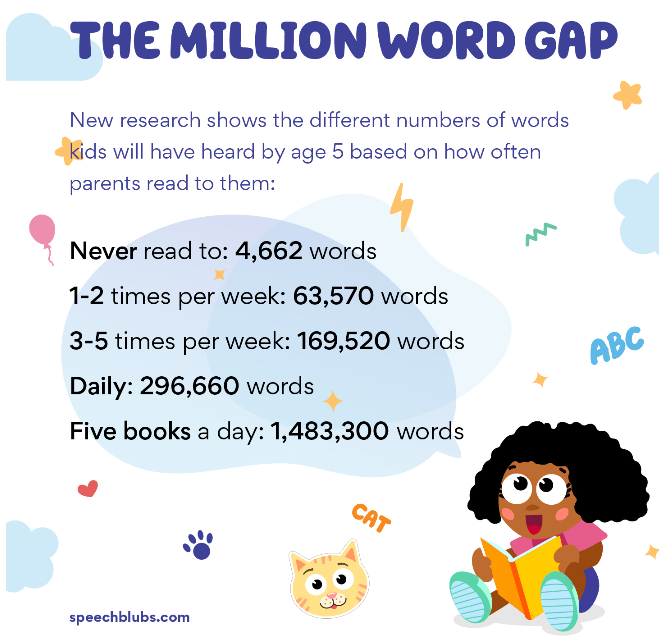 THE MILLION WORD GAP
New research shows the different numbers of words
kids will have heard by age 5 based on how often
parents read to them:
Never read to: 4,662 words
1-2 times per week: 63,570 words
3-5 times per week: 169,520 words
Daily: 296,660 words
Five books a day: 1,483,300 words
ABC
CAT
speechblubs.com